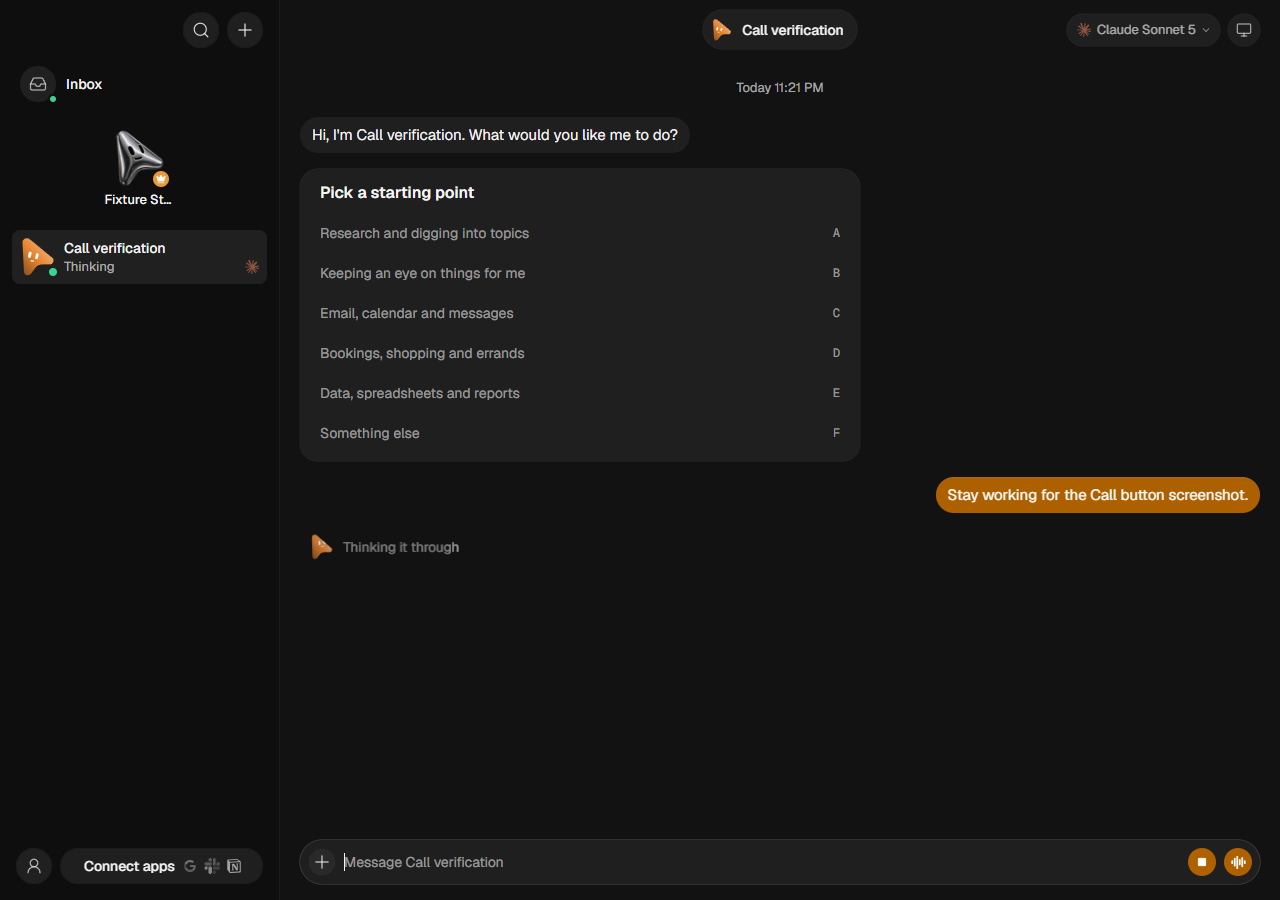 Inbox
Fixture St...
Call verification
Thinking
Connect apps
Call verification
Claude Sonnet 5
Today 11:21 PM
Hi, I'm Call verification. What would you like me to do?
Pick a starting point
Research and digging into topics A
Keeping an eye on things for me B
Email, calendar and messages C
Bookings, shopping and errands D
Data, spreadsheets and reports E
Something else F
Stay working for the Call button screenshot.
Thinking it through
Message Call verification